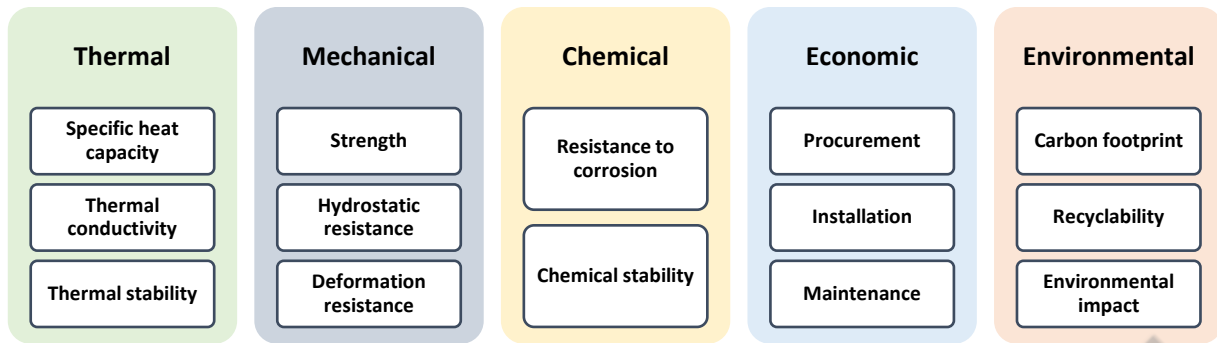 Thermal
Specific heat
capacity
Thermal
conductivity
Thermal stability
Mechanical
Strength
Hydrostatic
resistance
Deformation
resistance
Chemical
Resistance to
corrosion
Chemical stability
Economic
Procurement
Installation
Maintenance
Environmental
Carbon footprint
Recyclability
Environmental
impact